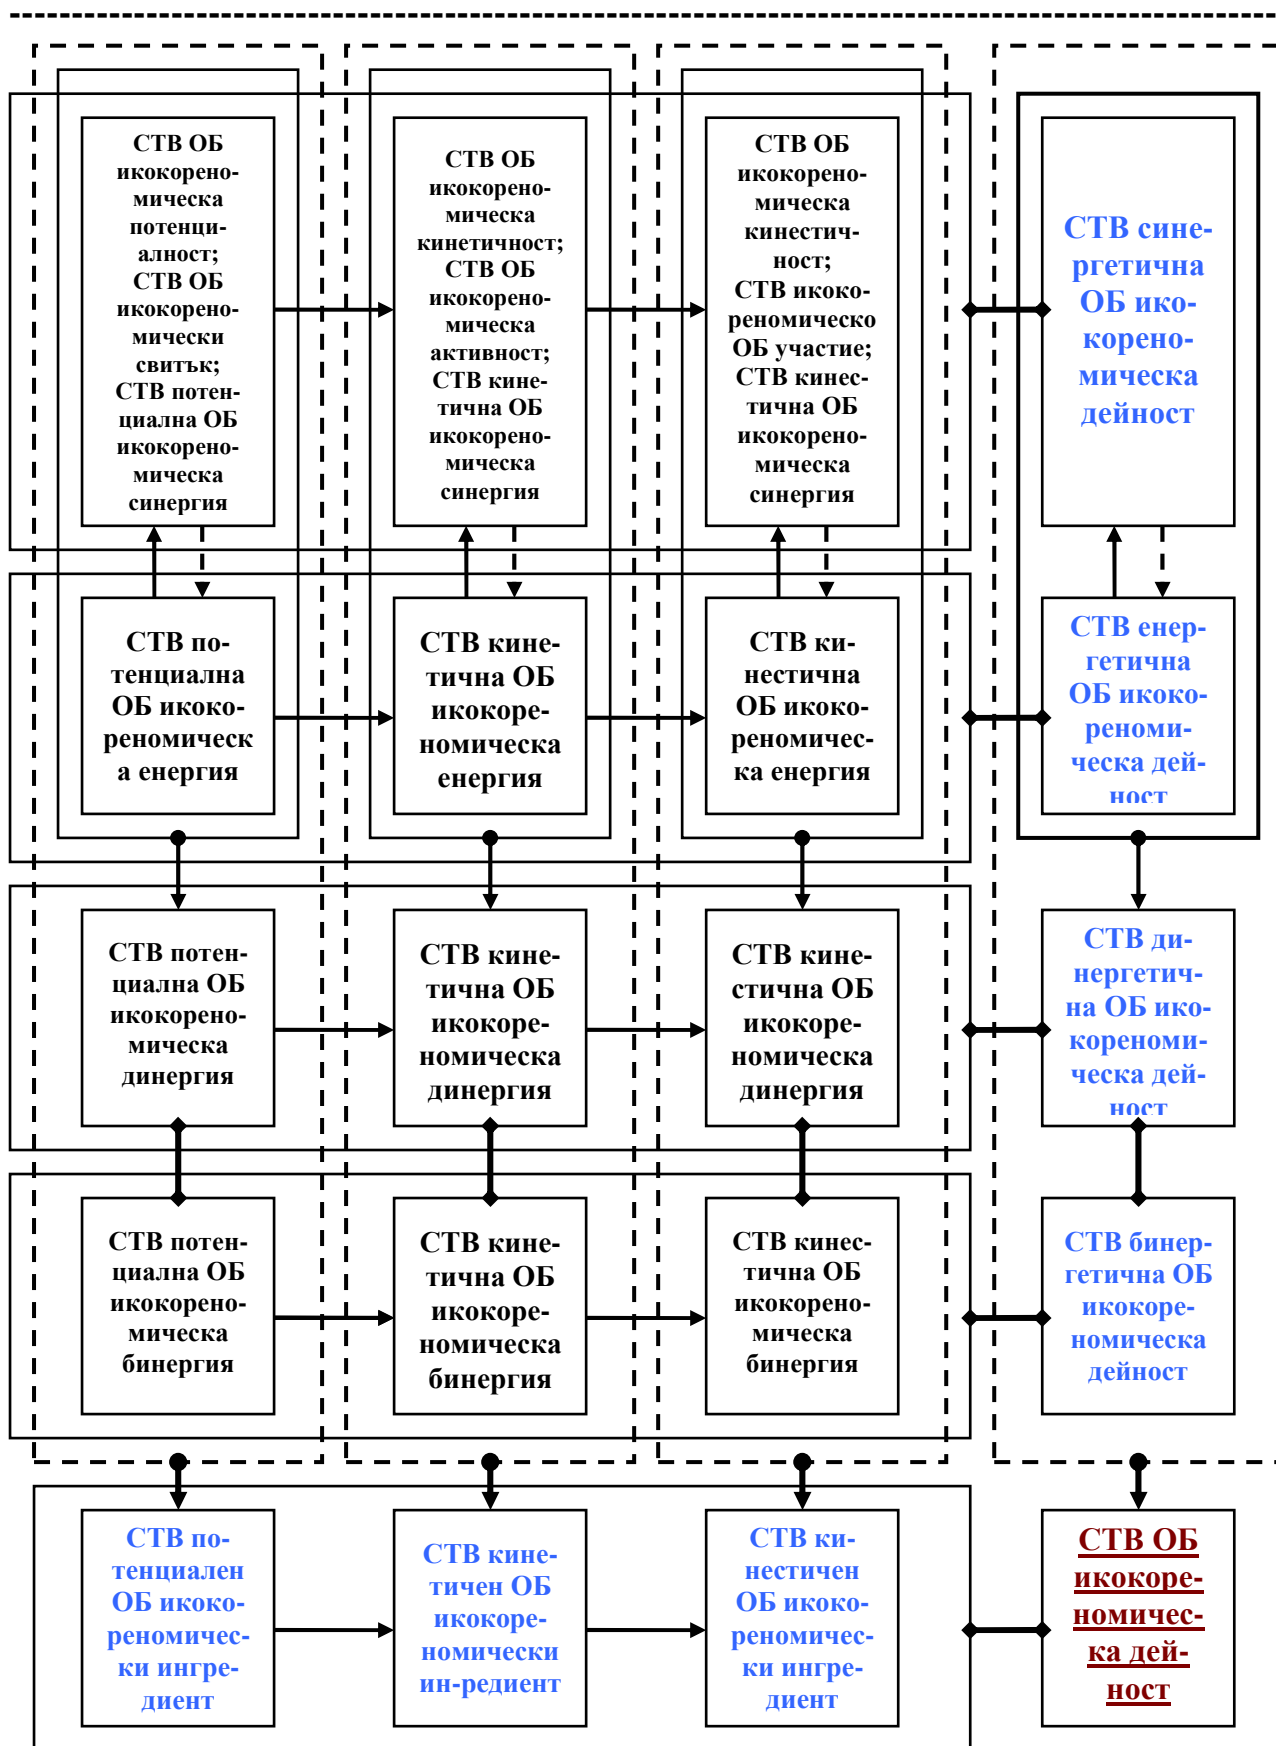 СТВ ОБ
икокорено-
мическа
потенци-
алност;
СТВ ОБ
икокорено-
мически
свитък;
СТВ потен-
циална ОБ
икокорено-
мическа
синергия
СТВ ОБ
икокорено-
мическа
кинетичност;
СТВ ОБ
икокорено-
мическа
активност;
СТВ кине-
тична ОБ
икокорено-
мическа
синергия
СТВ ОБ
икокорено-
мическа
кинестич-
ност;
СТВ икоко-
реномическо
ОБ участие;
СТВ кинес-
тична ОБ
икокорено-
мическа
синергия
СТВ сине-
ргетична
ОБ ико-
корено-
мическа
дейност
СТВ по-
тенциална
ОБ икоко-
реномическ
а енергия
СТВ кине-
тична ОБ
икокоре-
номическа
енергия
СТВ ки-
нестична
ОБ икоко-
реномичес-
ка енергия
СТВ енер-
гетична
ОБ икоко-
реноми-
ческа дей-
ност
СТВ потен-
циална ОБ
икокорено-
мическа
динергия
СТВ кине-
тична ОБ
икокоре-
номическа
динергия
СТВ кине-
стична ОБ
икокоре-
номическа
динергия
СТВ ди-
нергетич-
на ОБ ико-
кореноми-
ческа дей-
ност
СТВ потен-
циална ОБ
икокорено-
мическа
бинергия
СТВ кине-
тична ОБ
икокоре-
номическа
бинергия
СТВ кинес-
тична ОБ
икокорено-
мическа
бинергия
СТВ бинер-
гетична ОБ
икокоре-
номическа
дейност
СТВ по-
тенциален
ОБ икоко-
реномичес-
ки ингре-
диент
СТВ кине-
тичен ОБ
икокоре-
номически
ин-редиент
СТВ ки-
нестичен
ОБ икоко-
реномичес-
ки ингре-
диент
СТВ ОБ
икокоре-
номичес-
ка дей-
ност